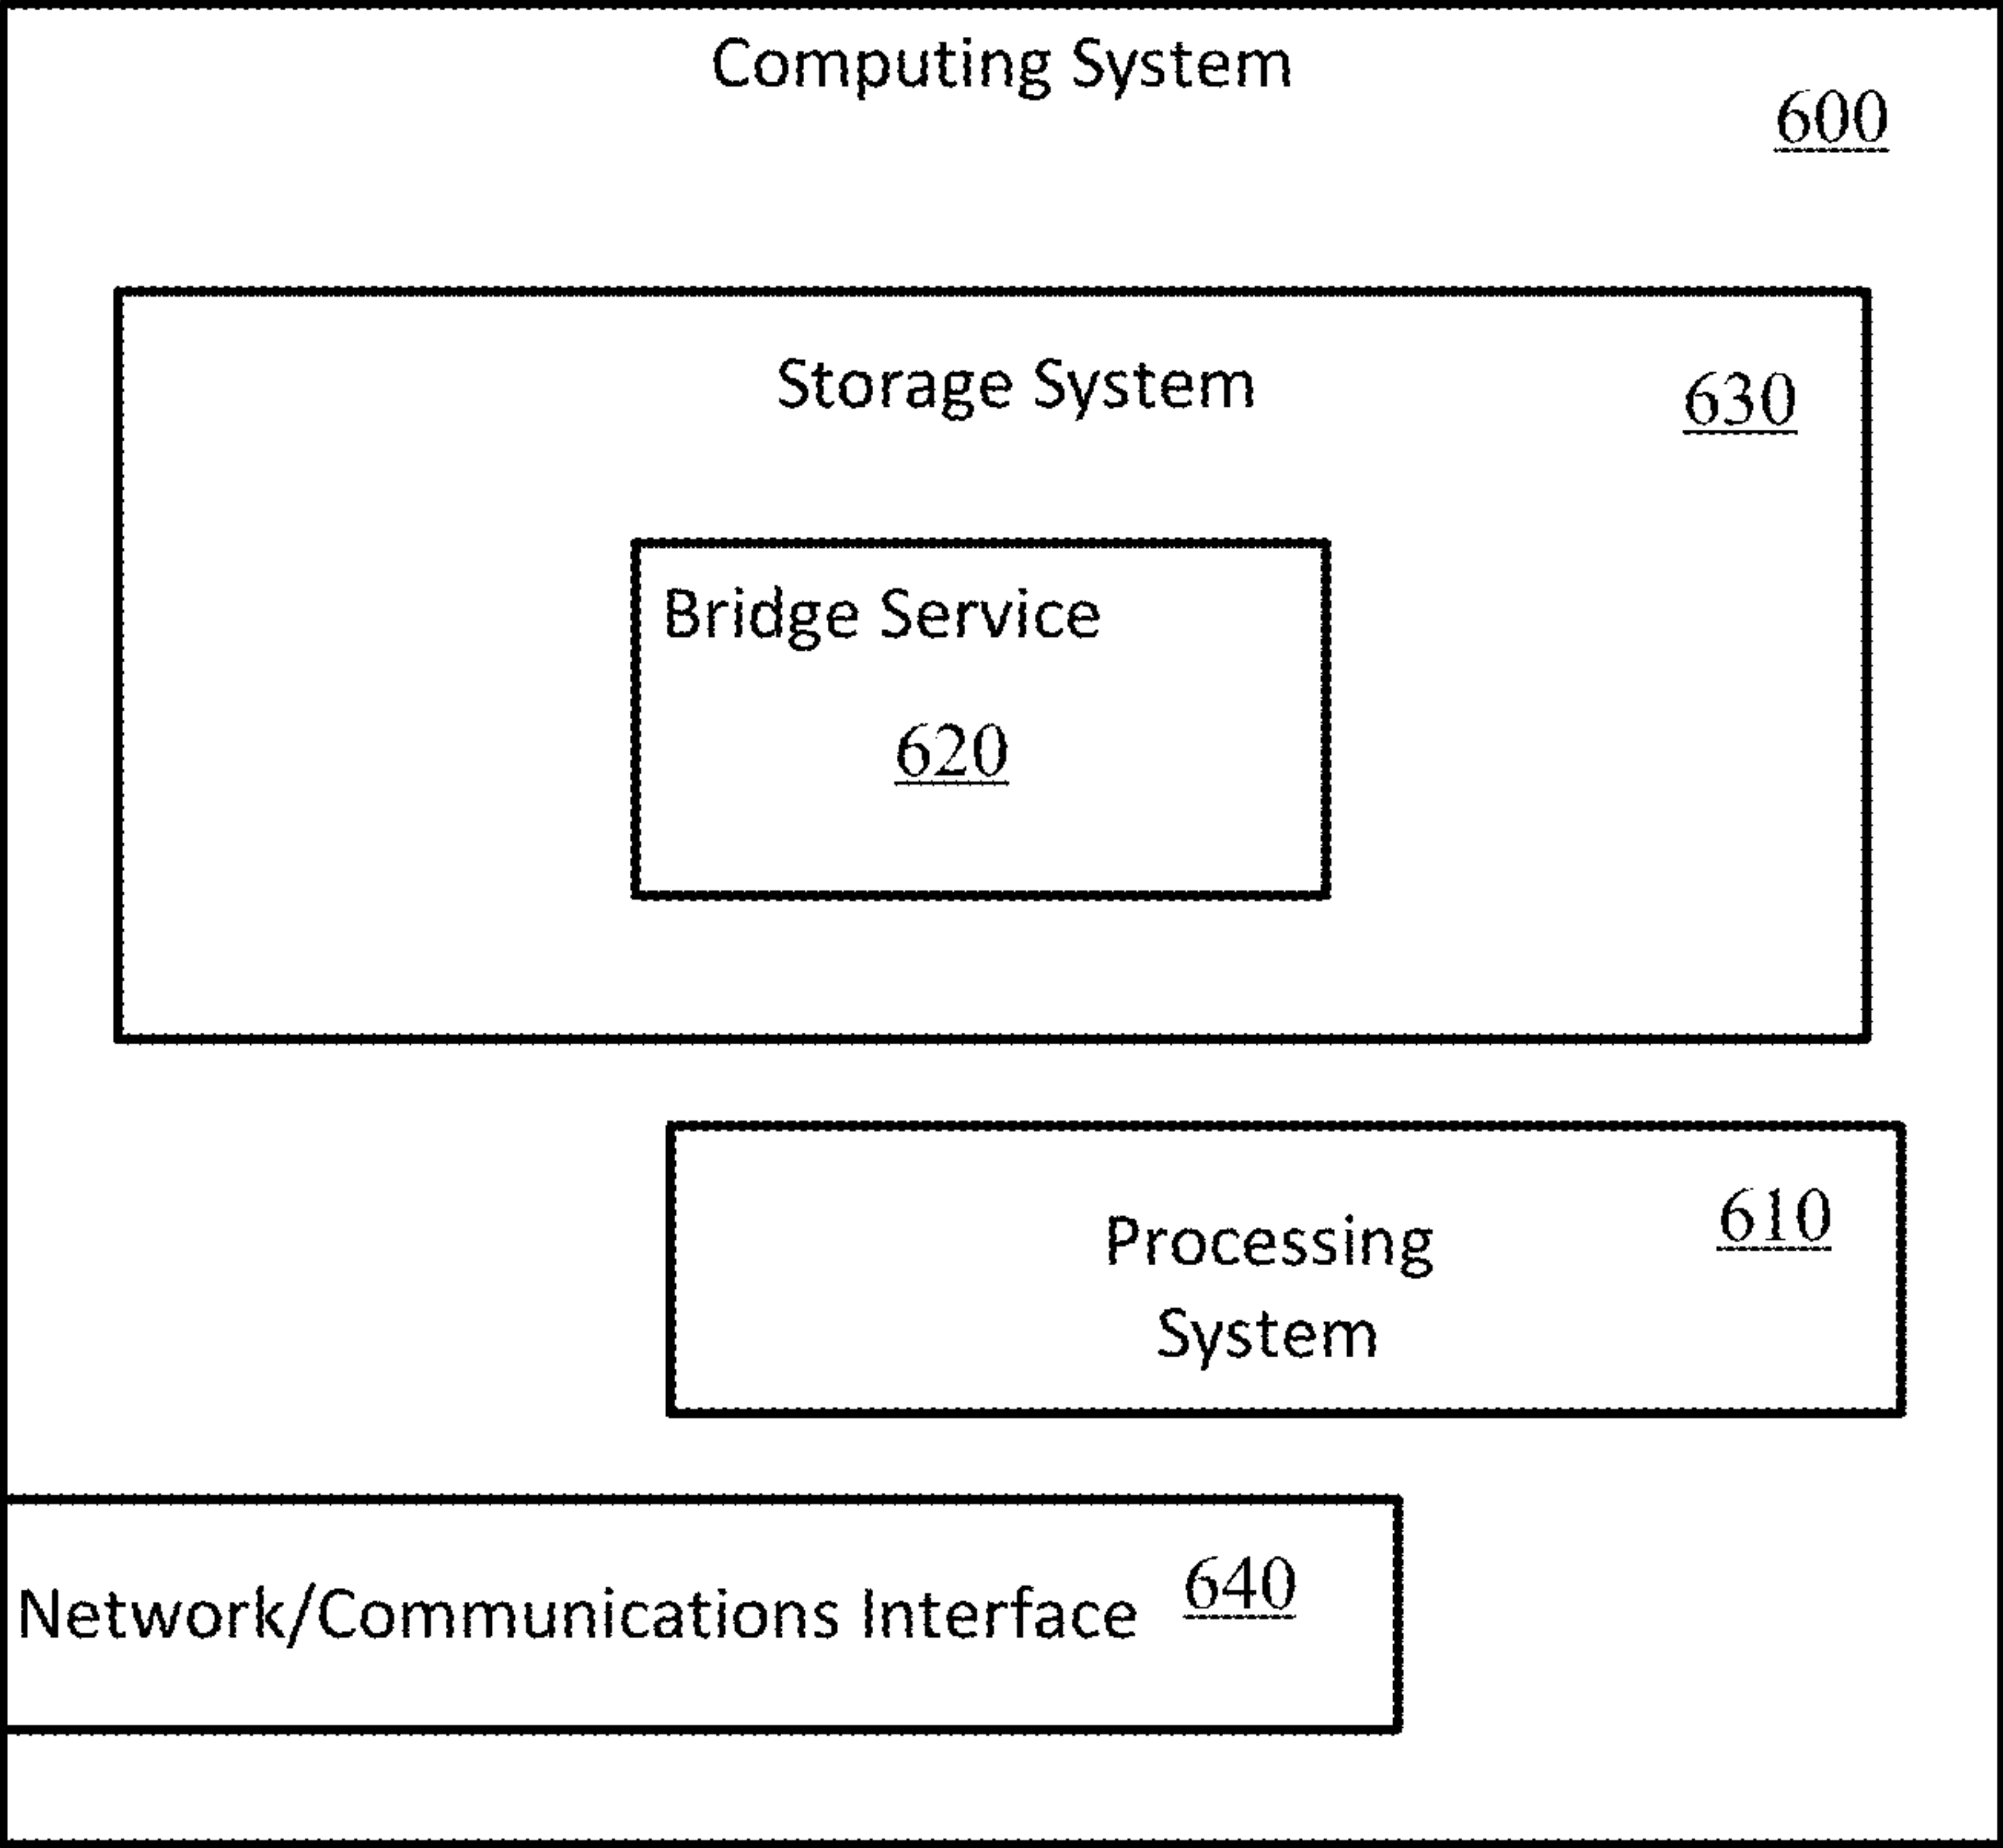 Computing System
600
Storage System
630
Bridge Service
620
Processing
System
610
Network/Communications Interface
640